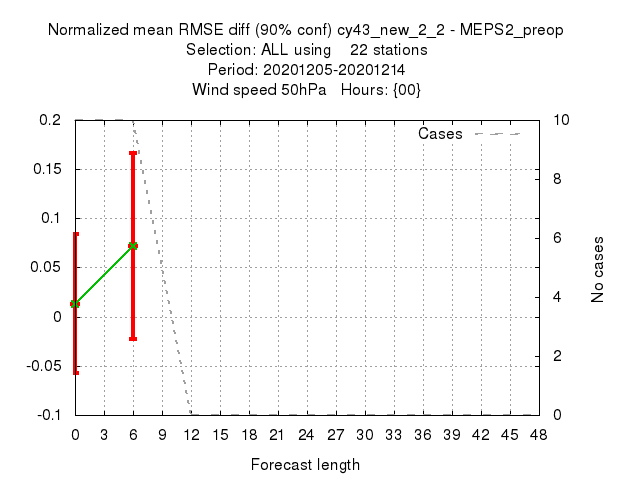 Normalized mean RMSE diff (90% conf) cy43_new_2_2 - MEPS2_preop
Selection: ALL using 22 stations
Period: 20201205-20201214
Wind speed 50hPa Hours: {00}
0.2
0.15
0.1
0.05
0
-0.05
-0.1
Cases
10
8
6
4
2
0
No cases
0 3 6 9 12 15 18 21 24 27 30 33 36 39 42 45 48
Forecast length